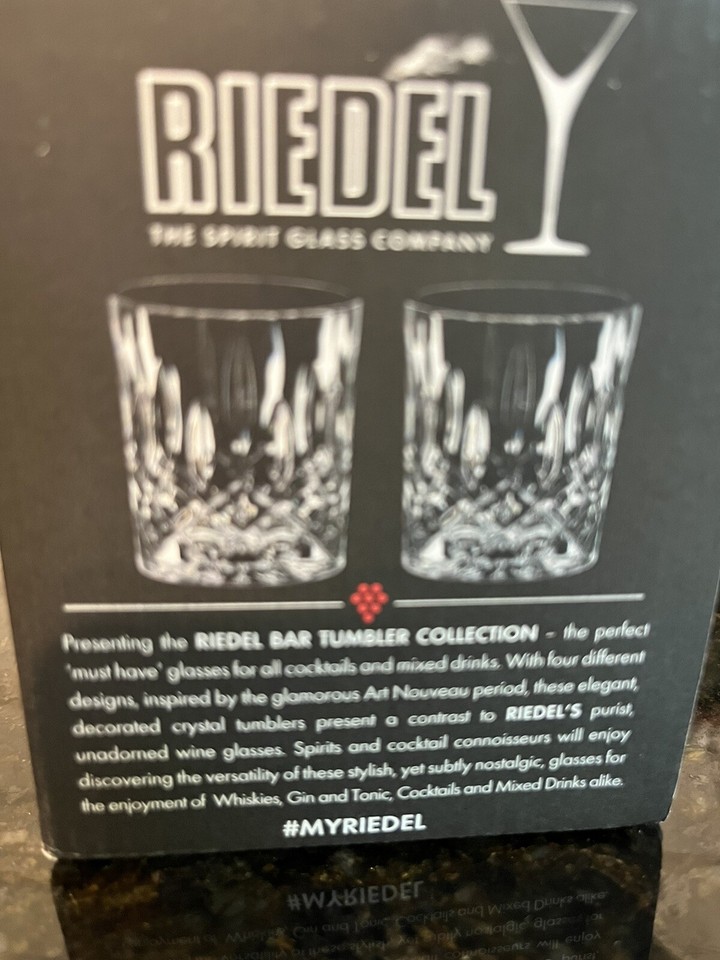 RIEDEL
THE SPIRIT GLASS COMPANY
Presenting the RIEDEL BAR TUMBLER COLLECTION – the perfect
'must have' glasses for all cocktails and mixed drinks. With four different
designs, inspired by the glamorous Art Nouveau period, these elegant,
decorated crystal tumblers present a contrast to RIEDEL'S purist,
unadorned wine glasses. Spirits and cocktail connoisseurs will enjoy
discovering the versatility of these stylish, yet subtly nostalgic, glasses for
the enjoyment of Whiskies, Gin and Tonic, Cocktails and Mixed Drinks alike.
#MYRIEDEL